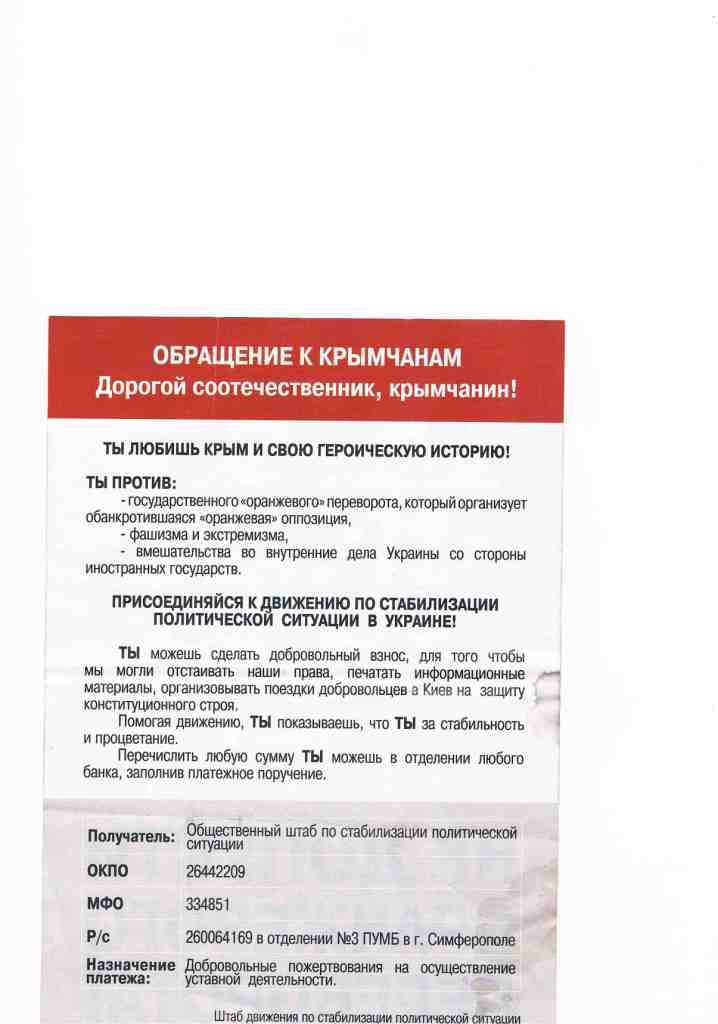 ОБРАЩЕНИЕ К КРЫМЧАНАМ
Дорогой соотечественник, крымчанин!
ТЫ ЛЮБИШЬ КРЫМ И СВОЮ ГЕРОИЧЕСКУЮ ИСТОРИЮ!
ТЫ ПРОТИВ:
- государственного «оранжевого» переворота, который организует
обанкротившаяся «оранжевая» оппозиция,
- фашизма и экстремизма,
- вмешательства во внутренние дела Украины со стороны
иностранных государств.
ПРИСОЕДИНЯЙСЯ К ДВИЖЕНИЮ ПО СТАБИЛИЗАЦИИ
ПОЛИТИЧЕСКОЙ СИТУАЦИИ В УКРАИНЕ!
ТЫ можешь сделать добровольный взнос, для того чтобы
мы могли отстаивать наши права, печатать информационные
материалы, организовывать поездки добровольцев в Киев на защиту
конституционного строя.
Помогая движению, ТЫ показываешь, что ТЫ за стабильность
и процветание.
Перечислить любую сумму ТЫ можешь в отделении любого
банка, заполнив платежное поручение.
Получатель: Общественный штаб по стабилизации политической
ситуации
ОКПО 26442209
МФО 334851
Р/с 260064169 в отделении №3 ПУМБ в г. Симферополе
Назначение Добровольные пожертвования на осуществление
платежа: уставной деятельности.
Штаб движения по стабилизации политической ситуации